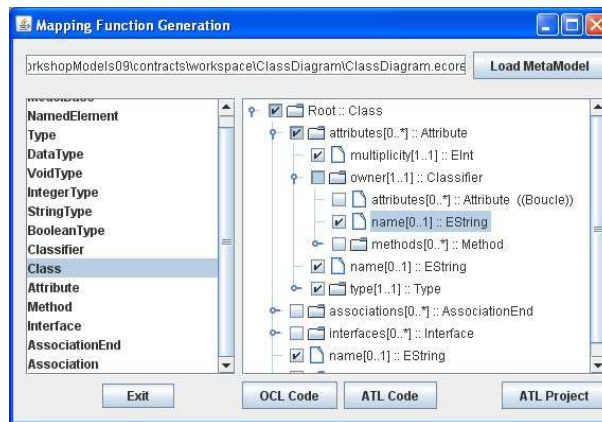 Mapping Function Generation
orkshopModels09\contracts\workspace\ClassDiagram\ClassDiagram.ecore
Load MetaModel
ModelBase
NamedElement
Type
DataType
VoidType
IntegerType
StringType
BooleanType
Classifier
Class
Attribute
Method
Interface
AssociationEnd
Association
Root :: Class
attributes[0..*] :: Attribute
multiplicity[1..1] :: EInt
owner[1..1] :: Classifier
attributes[0..*] :: Attribute ((Boucle))
name[0..1] :: EString
methods[0..*] :: Method
name[0..1] :: EString
type[1..1] :: Type
associations[0..*] :: AssociationEnd
interfaces[0..*] :: Interface
name[0..1] :: EString
Exit
OCL Code
ATL Code
ATL Project